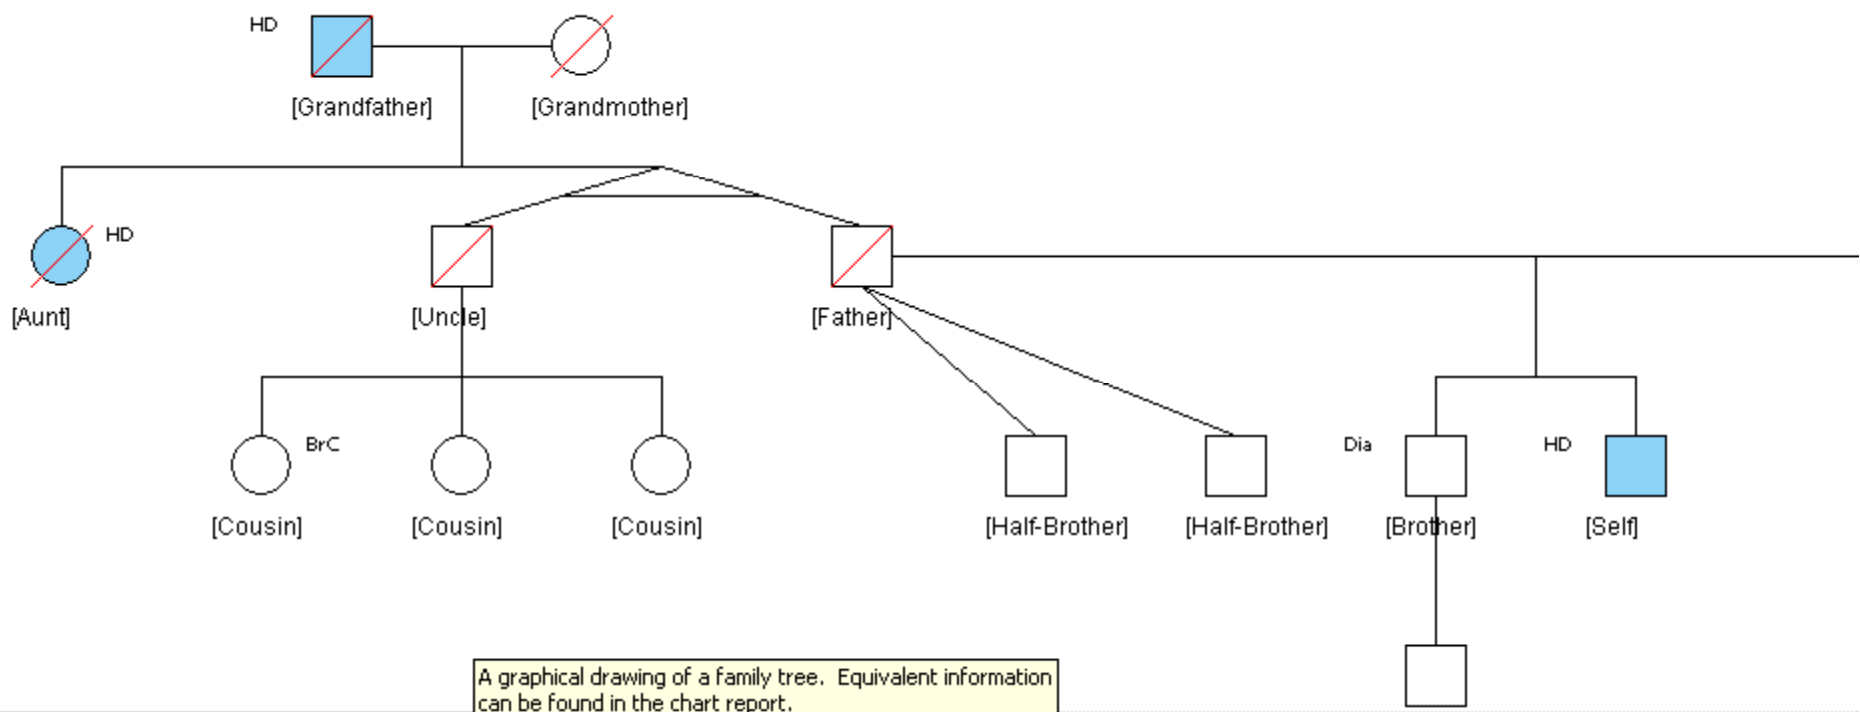 HD
[Grandfather]
[Grandmother]
HD
[Aunt]
[Uncle]
[Father]
BrC
Dia
HD
[Cousin]
[Cousin]
[Cousin]
[Half-Brother]
[Half-Brother]
[Brother]
[Self]
A graphical drawing of a family tree. Equivalent information
can be found in the chart report.